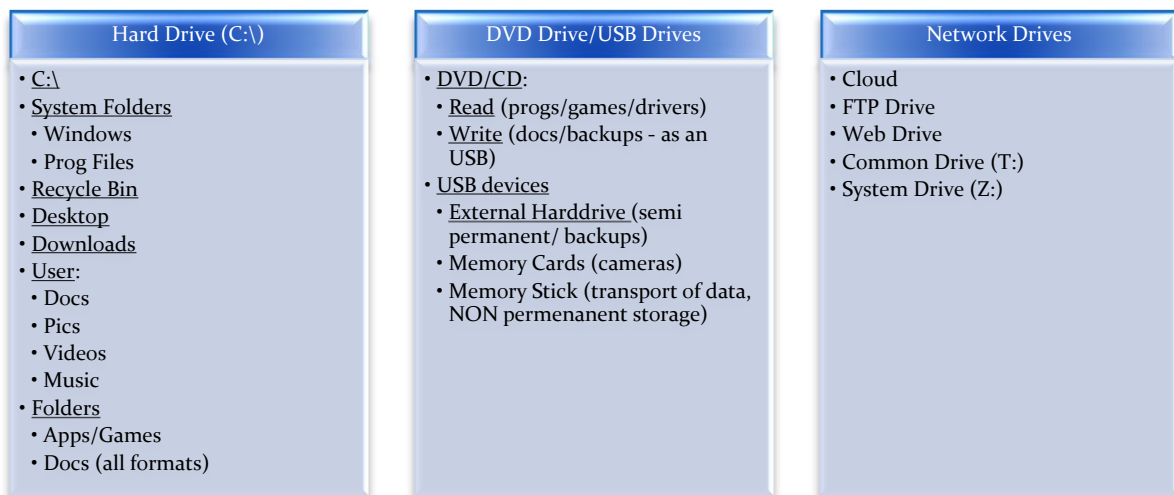 Hard Drive (C:\)
• C:\
• System Folders
• Windows
• Prog Files
• Recycle Bin
• Desktop
• Downloads
• User:
• Docs
• Pics
• Videos
• Music
• Folders
• Apps/Games
• Docs (all formats)
DVD Drive/USB Drives
• DVD/CD:
• Read (progs/games/drivers)
• Write (docs/backups - as an
USB)
• USB devices
• External Harddrive (semi
permanent/ backups)
• Memory Cards (cameras)
• Memory Stick (transport of data,
NON permenanent storage)
Network Drives
• Cloud
• FTP Drive
• Web Drive
• Common Drive (T:)
• System Drive (Z:)